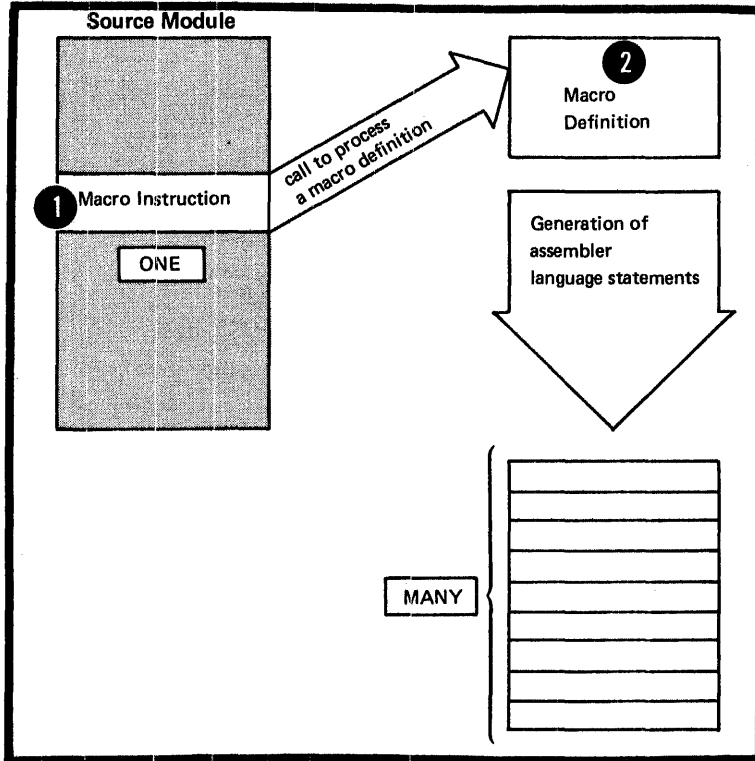 Source Module
1
Macro Instruction
ONE
call to process
a macro definition
2
Macro
Definition
Generation of
assembler
language statements
MANY